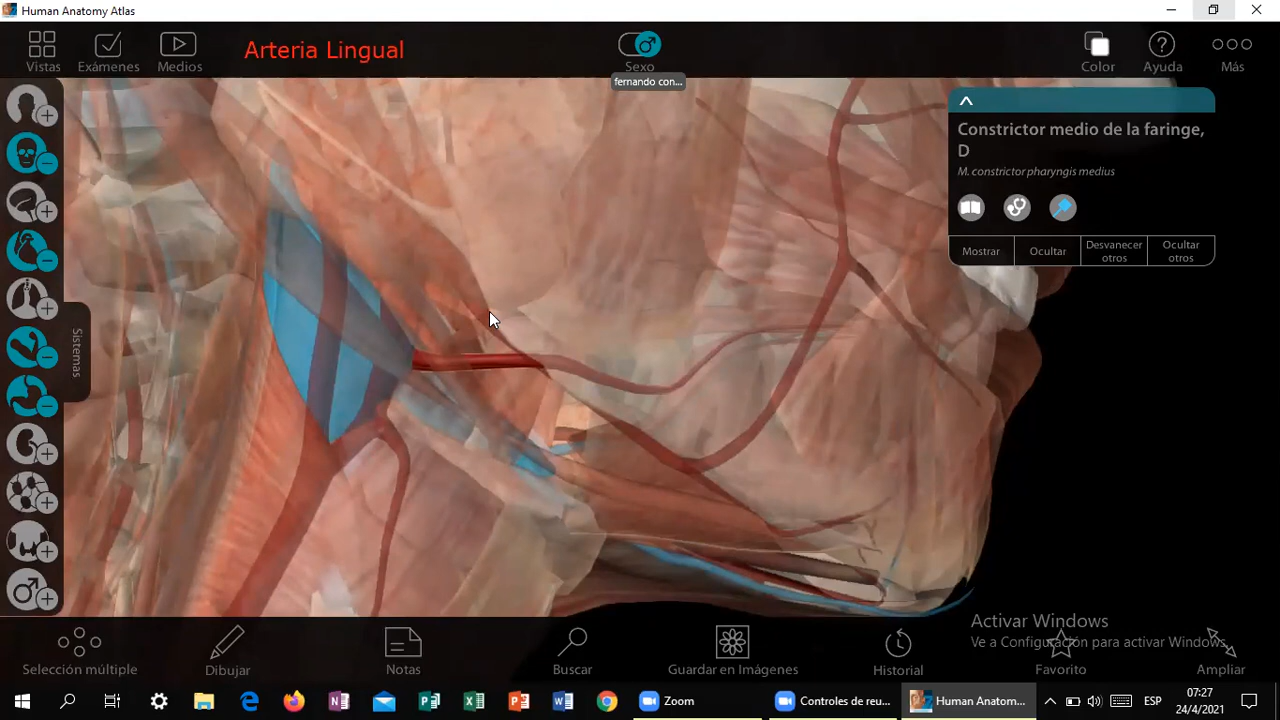 Human Anatomy Atlas
Vistas
Exámenes
Medios
Arteria Lingual
Sexo
Color
Ayuda
Más
fernando con...
Constrictor medio de la faringe,
D
M. constrictor pharyngis medius
Mostrar
Ocultar
Desvanecer
otros
Ocultar
otros
Sistemas
Activar Windows
Ve a Configuración para activar Windows.
Selección múltiple
Dibujar
Notas
Buscar
Guardar en Imágenes
Historial
Favorito
Ampliar
Zoom
Controles de reu...
Human Anatom...
ESP
07:27
24/4/2021